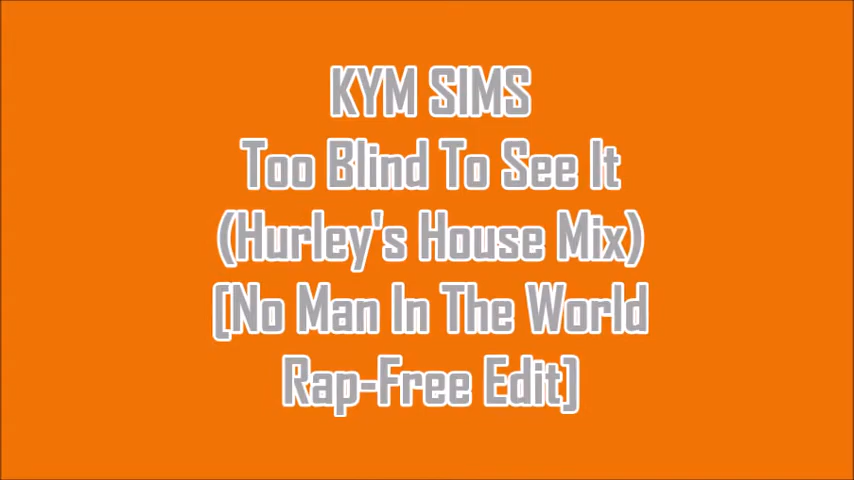 KYM SIMS
Too Blind To See It
(Hurley's House Mix)
[No Man In The World
Rap-Free Edit]